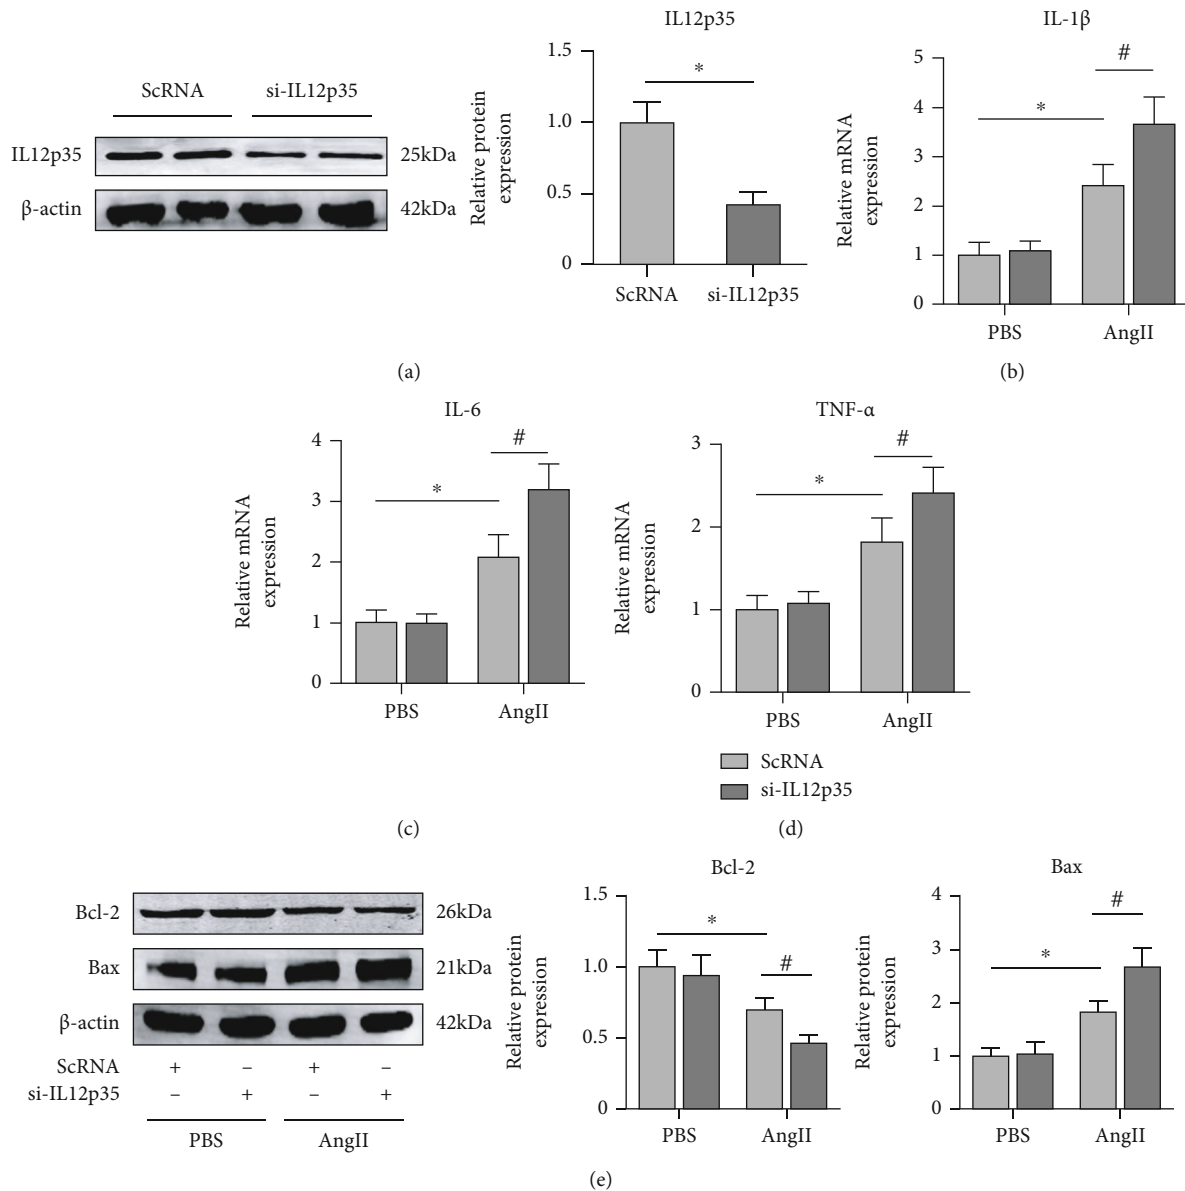 ScRNA
si-IL12p35
IL12p35
25kDa
β-actin
42kDa
IL12p35
Relative protein
expression
1.5
1.0
0.5
0
*
ScRNA
si-IL12p35
(a)
IL-1β
Relative mRNA
expression
5
4
3
2
1
0
*
#
PBS
AngII
(b)
IL-6
Relative mRNA
expression
4
3
2
1
0
*
#
PBS
AngII
(c)
TNF-α
Relative mRNA
expression
3
2
1
0
*
#
PBS
AngII
ScRNA
si-IL12p35
(d)
Bcl-2
26kDa
Bax
21kDa
β-actin
42kDa
ScRNA + – + –
si-IL12p35 – + – +
PBS
AngII
Bcl-2
Relative protein
expression
1.5
1.0
0.5
0
*
#
PBS
AngII
Bax
Relative protein
expression
4
3
2
1
0
*
#
PBS
AngII
(e)